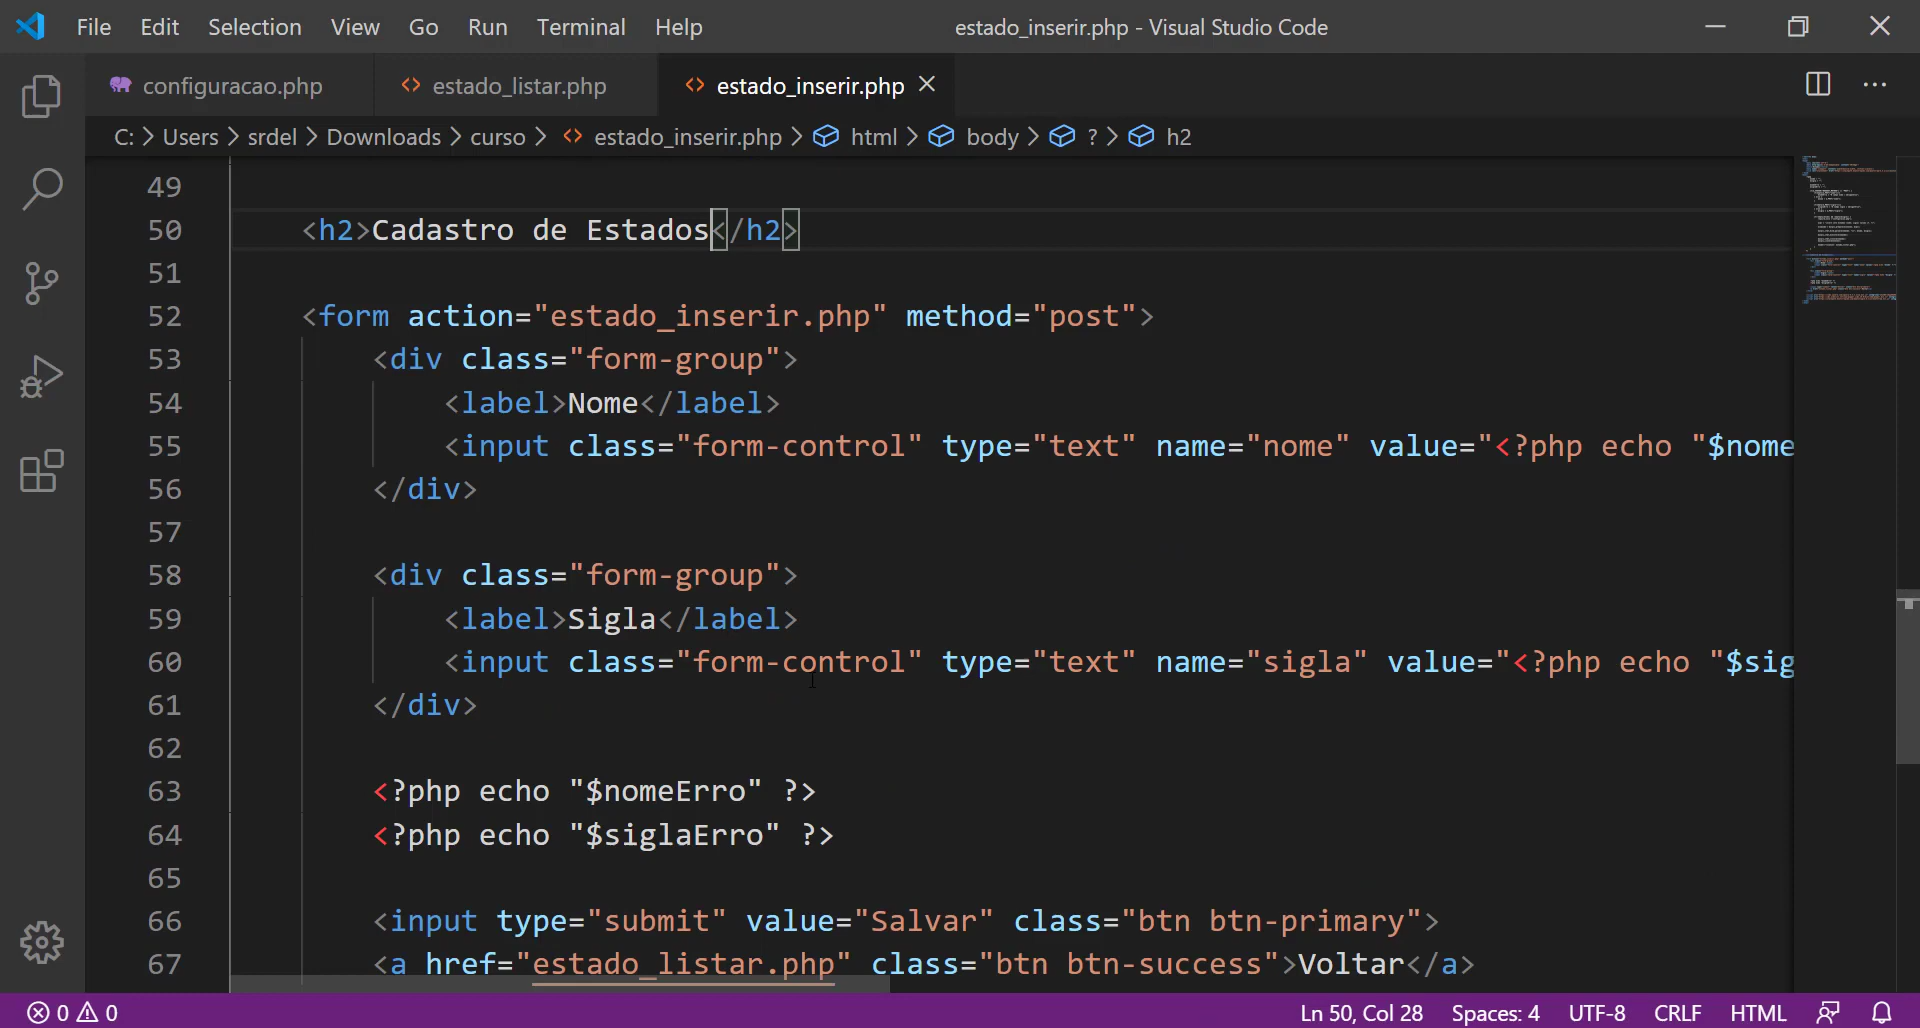 File Edit Selection View Go Run Terminal Help estado_inserir.php - Visual Studio Code
configuracao.php estado_listar.php estado_inserir.php
C: > Users > srdel > Downloads > curso > estado_inserir.php > html > body > ? > h2
49
50 <h2>Cadastro de Estados</h2>
51
52 <form action="estado_inserir.php" method="post">
53 <div class="form-group">
54 <label>Nome</label>
55 <input class="form-control" type="text" name="nome" value="<?php echo "$nome
56 </div>
57
58 <div class="form-group">
59 <label>Sigla</label>
60 <input class="form-control" type="text" name="sigla" value="<?php echo "$sig
61 </div>
62
63 <?php echo "$nomeErro" ?>
64 <?php echo "$siglaErro" ?>
65
66 <input type="submit" value="Salvar" class="btn btn-primary">
67 <a href="estado_listar.php" class="btn btn-success">Voltar</a>
0 0 Ln 50, Col 28 Spaces: 4 UTF-8 CRLF HTML